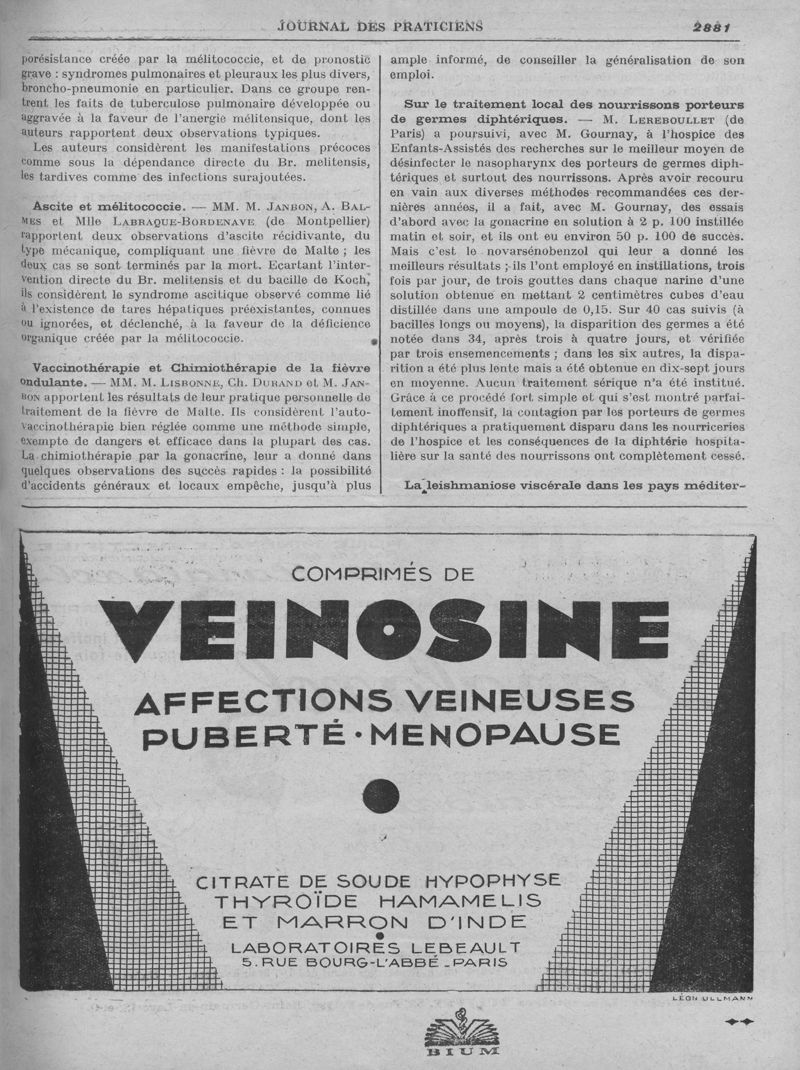 JOURNAL DES PRATICIENS 2881
porésistance créée par la mélitococcie, et de pronostic
grave : syndromes pulmonaires et pleuraux les plus divers,
broncho-pneumonie en particulier. Dans ce groupe ren-
trent les faits de tuberculose pulmonaire développée ou
aggravée à la faveur de l'anergie mélitensique, dont les
auteurs rapportent deux observations typiques.
Les auteurs considèrent les manifestations précoces
comme sous la dépendance directe du Br. melitensis,
les tardives comme des infections surajoutées.
Ascite et mélitococcie. — MM. M. JANBON, A. BAL-
MES et Mlle LABRAQUE-BORDENAVE (de Montpellier)
rapportent deux observations d'ascite récidivante, du
type mécanique, compliquant une fièvre de Malte ; les
deux cas se sont terminés par la mort. Ecartant l'inter-
vention directe du Br. melitensis et du bacille de Koch,
ils considèrent le syndrome ascitique observé comme lié
à l'existence de tares hépatiques préexistantes, connues
ou ignorées, et déclenché, à la faveur de la déficience
organique créée par la mélitococcie.
Vaccinothérapie et Chimiothérapie de la fièvre
ondulante. — MM. M. LISBONNE, CH. DURAND et M. JAN-
BON apportent les résultats de leur pratique personnelle de
traitement de la fièvre de Malte. Ils considèrent l'auto-
vaccinothérapie bien réglée comme une méthode simple,
exempte de dangers et efficace dans la plupart des cas.
La chimiothérapie par la gonacrine, leur a donné dans
quelques observations des succès rapides : la possibilité
d'accidents généraux et locaux empêche, jusqu'à plus
ample informé, de conseiller la généralisation de son
emploi.
Sur le traitement local des nourrissons porteurs
de germes diphtériques. — M. LEREBOULLET (de
Paris) a poursuivi, avec M. Gournay, à l'hospice des
Enfants-Assistés des recherches sur le meilleur moyen de
désinfecter le nasopharynx des porteurs de germes diph-
tériques et surtout des nourrissons. Après avoir recouru
en vain aux diverses méthodes recommandées ces der-
nières années, il a fait, avec M. Gournay, des essais
d'abord avec la gonacrine en solution à 2 p. 100 instillée
matin et soir, et ils ont eu environ 50 p. 100 de succès.
Mais c'est le novarsénobenzol qui leur a donné les
meilleurs résultats ; ils l'ont employé en instillations, trois
fois par jour, de trois gouttes dans chaque narine d'une
solution obtenue en mettant 2 centimètres cubes d'eau
distillée dans une ampoule de 0,15. Sur 40 cas suivis (à
bacilles longs ou moyens), la disparition des germes a été
notée dans 34, après trois à quatre jours, et vérifiée
par trois ensemencements ; dans les six autres, la dispa-
rition a été plus lente mais a été obtenue en dix-sept jours
en moyenne. Aucun traitement sérique n'a été institué.
Grâce à ce procédé fort simple et qui s'est montré parfai-
tement inoffensif, la contagion par les porteurs de germes
diphtériques a pratiquement disparu dans les nourriceries
de l'hospice et les conséquences de la diphtérie hospita-
lière sur la santé des nourrissons ont complètement cessé.
La leishmaniose viscérale dans les pays méditer-
COMPRIMÉS DE
VEINOSINE
AFFECTIONS VEINEUSES
PUBERTÉ · MENOPAUSE
CITRATE DE SOUDE HYPOPHYSE
THYROÏDE HAMAMELIS
ET MARRON D'INDE
LABORATOIRES LEBEAULT
5. RUE BOURG-L'ABBÉ - PARIS
LÉON ULLMANN
BIUM